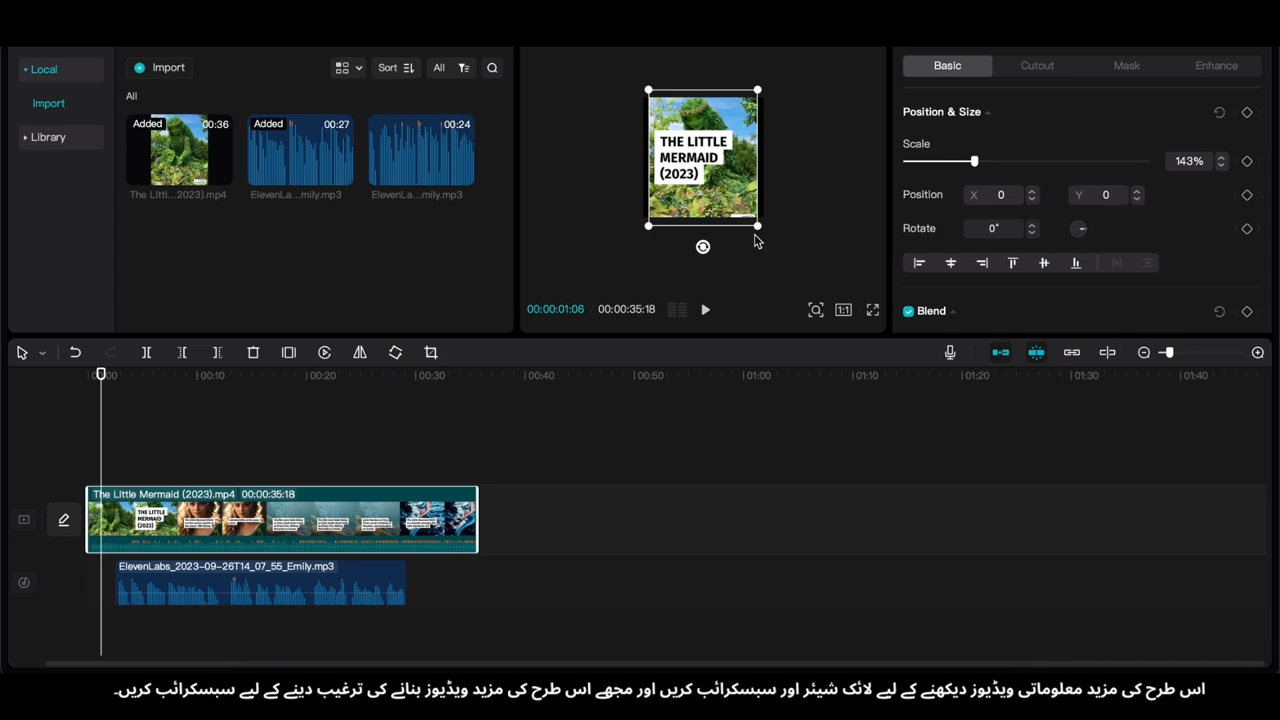 Local
Import
Library
Import
Sort
All
All
Added 00:36
Added 00:27
00:24
The Littl...2023).mp4
ElevenLa...mily.mp3
ElevenLa...mily.mp3
THE LITTLE
MERMAID
(2023)
00:00:01:06 / 00:00:35:18
1:1
Basic Cutout Mask Enhance
Position & Size
Scale
143%
Position X 0 Y 0
Rotate 0°
Blend
00:00 00:10 00:20 00:30 00:40 00:50 01:00 01:10 01:20 01:30 01:40
The Little Mermaid (2023).mp4 00:00:35:18
THE LITTLE
MERMAID
(2023)
ElevenLabs_2023-09-26T14_07_55_Emily.mp3
اس طرح کی مزید معلوماتی ویڈیوز دیکھنے کے لیے لائک شیئر اور سبسکرائب کریں اور مجھے اس طرح کی مزید ویڈیوز بنانے کی ترغیب دینے کے لیے سبسکرائب کریں۔